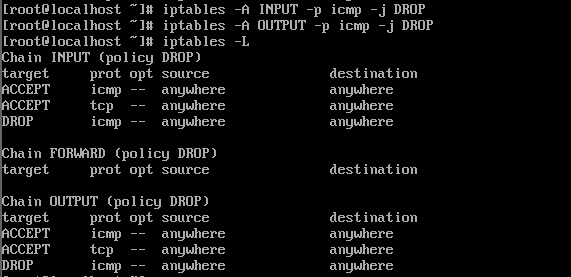 [root@localhost ~]# iptables -A INPUT -p icmp -j DROP
[root@localhost ~]# iptables -A OUTPUT -p icmp -j DROP
[root@localhost ~]# iptables -L
Chain INPUT (policy DROP)
target     prot opt source               destination
ACCEPT     icmp --  anywhere             anywhere
ACCEPT     tcp  --  anywhere             anywhere
DROP       icmp --  anywhere             anywhere
Chain FORWARD (policy DROP)
target     prot opt source               destination
Chain OUTPUT (policy DROP)
target     prot opt source               destination
ACCEPT     icmp --  anywhere             anywhere
ACCEPT     tcp  --  anywhere             anywhere
DROP       icmp --  anywhere             anywhere